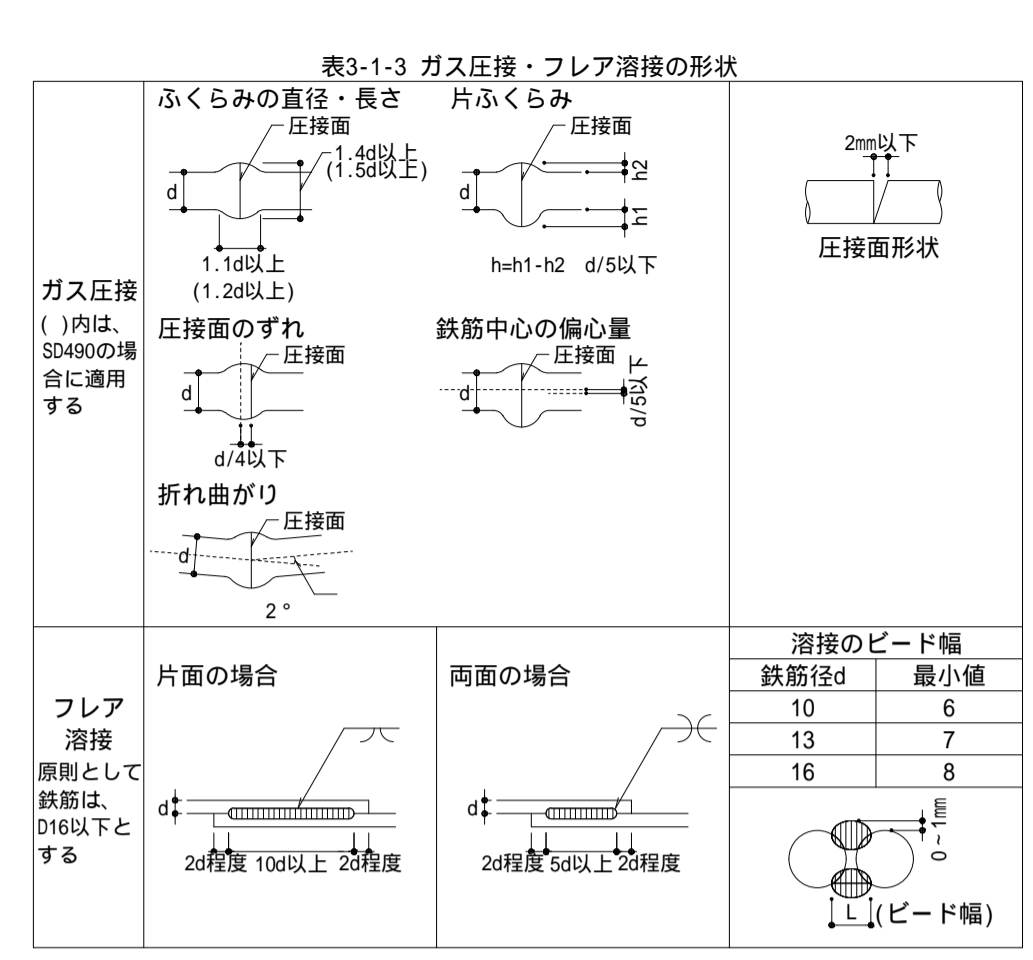 表3-1-3 ガス圧接・フレア溶接の形状
ガス圧接
( )内は、
SD490の場
合に適用
する
ふくらみの直径・長さ
圧接面
1.4d以上
(1.5d以上)
d
1.1d以上
(1.2d以上)
片ふくらみ
圧接面
d
h2
h1
h=h1-h2 d/5以下
2mm以下
圧接面形状
圧接面のずれ
圧接面
d
d/4以下
鉄筋中心の偏心量
圧接面
d
d/5以下
折れ曲がり
圧接面
d
2°
フレア
溶接
原則として
鉄筋は、
D16以下と
する
片面の場合
d
2d程度 10d以上 2d程度
両面の場合
d
2d程度 5d以上 2d程度
溶接のビード幅
鉄筋径d 最小値
10 6
13 7
16 8
0~1mm
L (ビード幅)